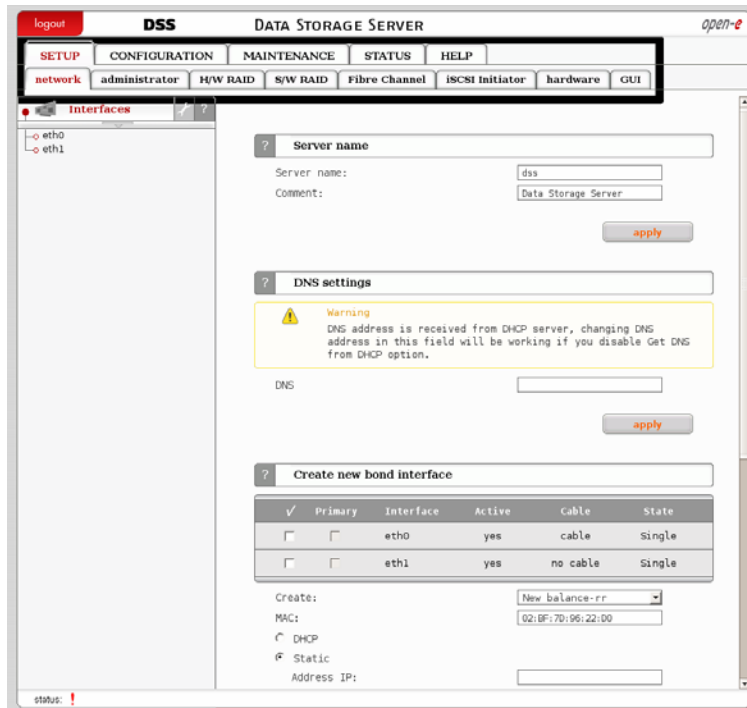 logout DSS DATA STORAGE SERVER open-e
SETUP CONFIGURATION MAINTENANCE STATUS HELP
network administrator H/W RAID S/W RAID Fibre Channel iSCSI Initiator hardware GUI
Interfaces ?
eth0
eth1
? Server name
Server name: dss
Comment: Data Storage Server
apply
? DNS settings
Warning
DNS address is received from DHCP server, changing DNS
address in this field will be working if you disable Get DNS
from DHCP option.
DNS
apply
? Create new bond interface
√ Primary Interface Active Cable State
eth0 yes cable Single
eth1 yes no cable Single
Create: New balance-rr
MAC: 02:BF:7D:96:22:D0
DHCP
Static
Address IP:
status: !